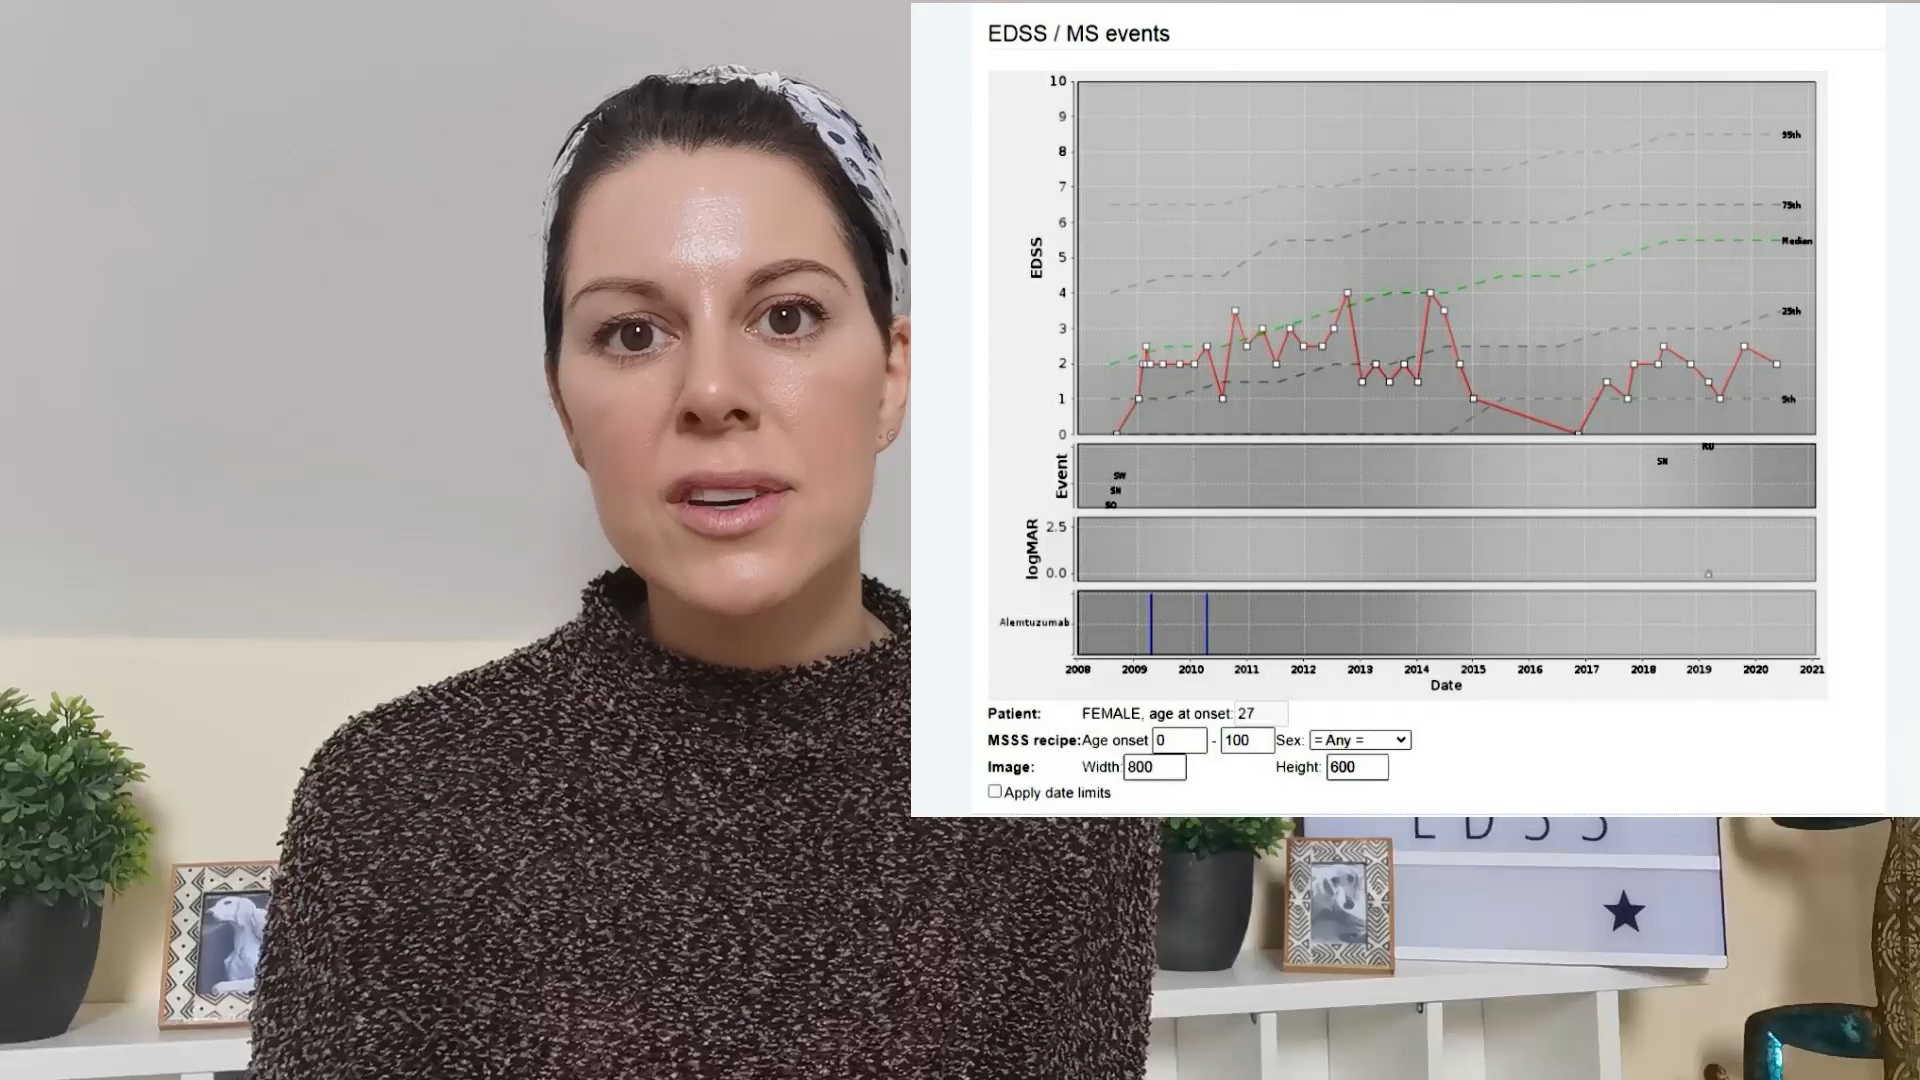 EDSS / MS events
10
9
8
7
6
5
4
3
2
1
0
EDSS
95th
75th
Median
25th
5th
Event
SW
SN
SO
SN
RU
logMAR
2.5
0.0
Alemtuzumab
2008 2009 2010 2011 2012 2013 2014 2015 2016 2017 2018 2019 2020 2021
Date
Patient: FEMALE, age at onset: 27
MSSS recipe: Age onset 0 - 100 Sex: = Any =
Image: Width: 800 Height: 600
Apply date limits
EDSS